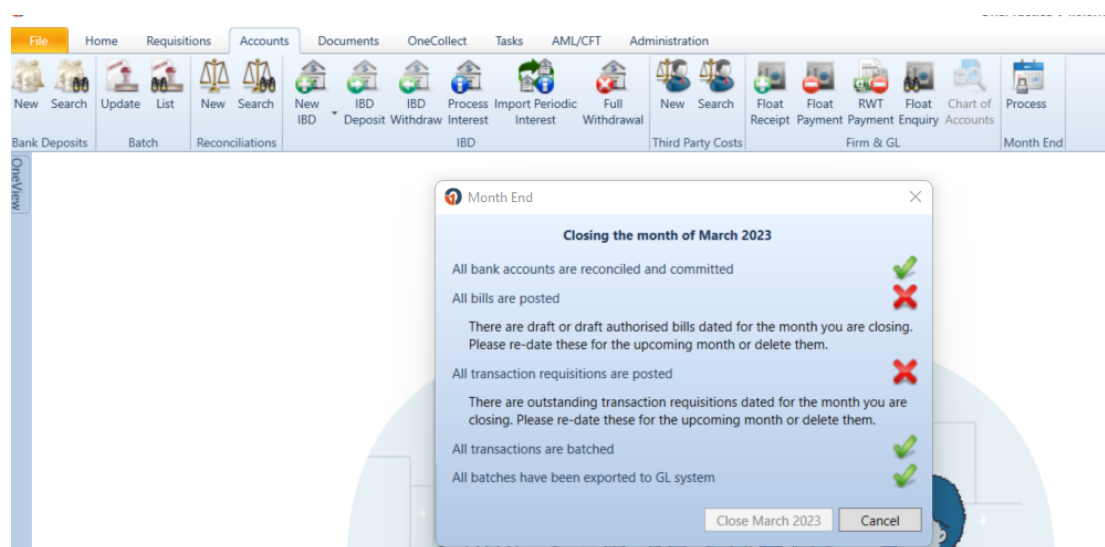 File Home Requisitions Accounts Documents OneCollect Tasks AML/CFT Administration
New Search Update List New Search New IBD Process Import Periodic Full New Search Float Float RWT Float Chart of Process
IBD Deposit Withdraw Interest Interest Withdrawal Receipt Payment Payment Enquiry Accounts
IBD
Bank Deposits Batch Reconciliations IBD Third Party Costs Firm & GL Month End
OneView
Month End
Closing the month of March 2023
All bank accounts are reconciled and committed
All bills are posted
There are draft or draft authorised bills dated for the month you are closing.
Please re-date these for the upcoming month or delete them.
All transaction requisitions are posted
There are outstanding transaction requisitions dated for the month you are
closing. Please re-date these for the upcoming month or delete them.
All transactions are batched
All batches have been exported to GL system
Close March 2023 Cancel